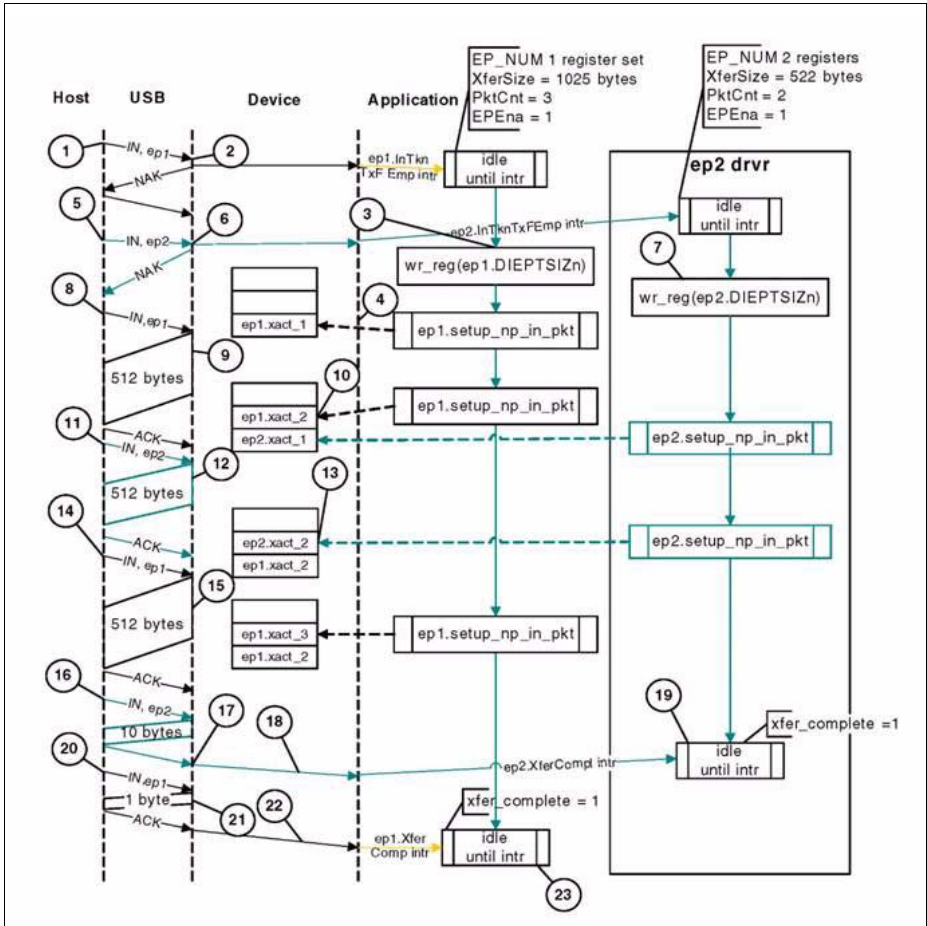 EP_NUM 1 register set
XferSize = 1025 bytes
PktCnt = 3
EPEna = 1
EP_NUM 2 registers
XferSize = 522 bytes
PktCnt = 2
EPEna = 1
Host
USB
Device
Application
1
IN, ep1
2
NAK
ep1.InTkn
TxF Emp intr
idle
until intr
ep2 drvr
5
6
3
IN, ep2
ep2.InTknTxFEmp intr
idle
until intr
NAK
wr_reg(ep1.DIEPTSIZn)
7
wr_reg(ep2.DIEPTSIZn)
8
IN,ep1
4
ep1.xact_1
ep1.setup_np_in_pkt
9
512 bytes
10
ep1.xact_2
ep1.setup_np_in_pkt
11
ACK
IN, ep2
ep2.xact_1
ep2.setup_np_in_pkt
12
512 bytes
13
14
ACK
IN, ep1
ep2.xact_2
ep1.xact_2
ep2.setup_np_in_pkt
15
512 bytes
ep1.xact_3
ep1.xact_2
ep1.setup_np_in_pkt
16
ACK
IN, ep2
17
18
19
xfer_complete =1
10 bytes
idle
until intr
20
ep2.XferCompl intr
IN,ep1
1 byte
21
22
ACK
xfer_complete = 1
ep1.Xfer
Comp intr
idle
until intr
23